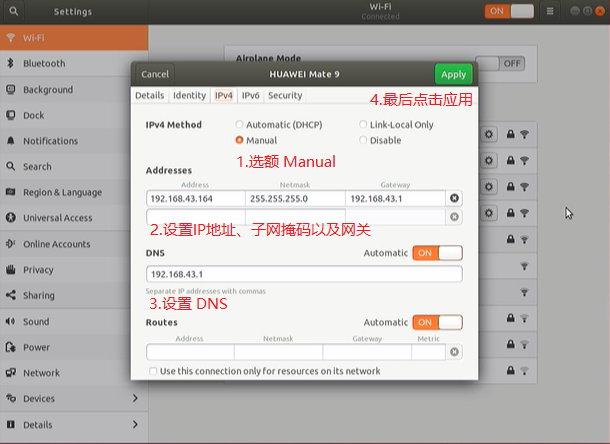 Settings
Wi-Fi
Connected
ON
Wi-Fi
Bluetooth
Background
Dock
Notifications
Search
Region & Language
Universal Access
Online Accounts
Privacy
Sharing
Sound
Power
Network
Devices
Details
Airplane Mode
OFF
Cancel
HUAWEI Mate 9
Apply
Details Identity IPv4 IPv6 Security
4.最后点击应用
IPv4 Method
Automatic (DHCP)
Link-Local Only
Manual
Disable
1.选额 Manual
Addresses
Address Netmask Gateway
192.168.43.164 255.255.255.0 192.168.43.1
2.设置IP地址、子网掩码以及网关
DNS
Automatic ON
192.168.43.1
Separate IP addresses with commas
3.设置 DNS
Routes
Automatic ON
Address Netmask Gateway Metric
Use this connection only for resources on its network